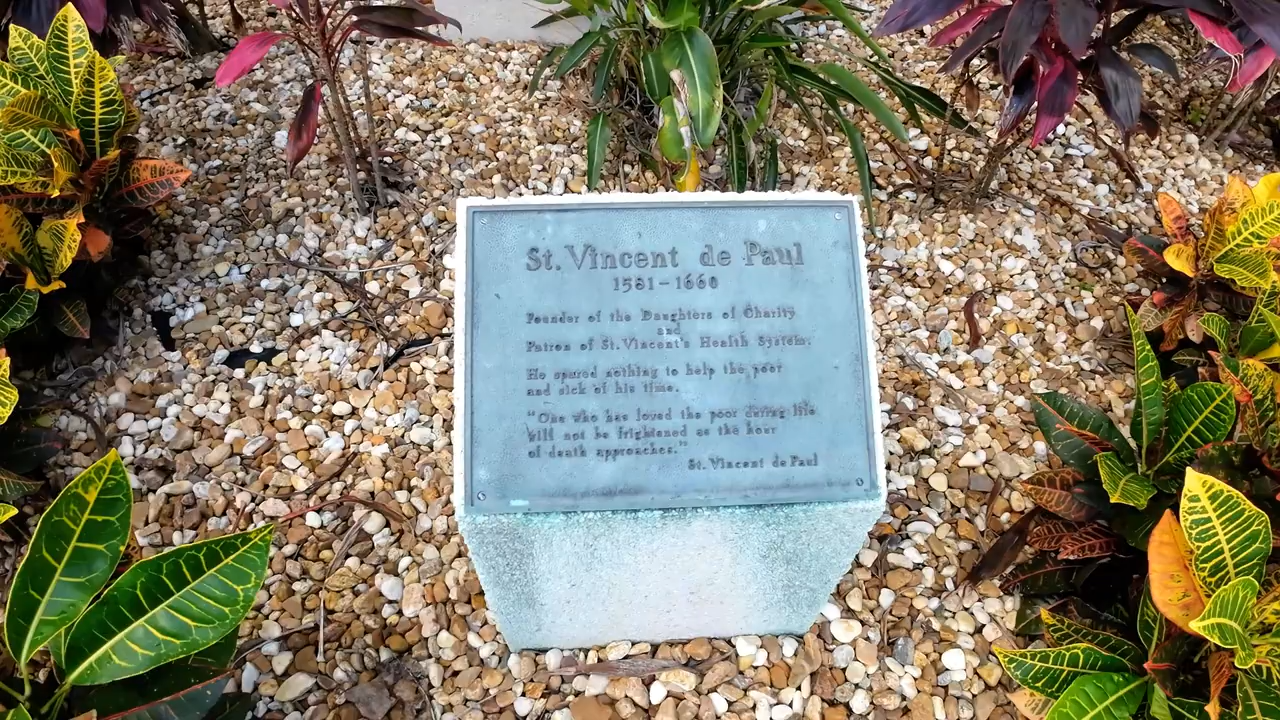 St. Vincent de Paul
1581-1660
Founder of the Daughters of Charity
and
Patron of St. Vincent's Health System.
He spared nothing to help the poor
and sick of his time.
"One who has loved the poor during life
will not be frightened as the hour
of death approaches."
St. Vincent de Paul